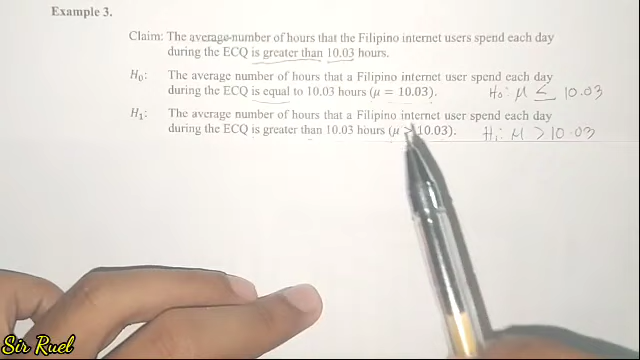 Example 3.
Claim: The average number of hours that the Filipino internet users spend each day
during the ECQ is greater than 10.03 hours.
H₀: The average number of hours that a Filipino internet user spend each day
during the ECQ is equal to 10.03 hours (μ = 10.03). H₀: μ ≤ 10.03
H₁: The average number of hours that a Filipino internet user spend each day
during the ECQ is greater than 10.03 hours (μ > 10.03). H₁: μ > 10.03
Sir Ruel